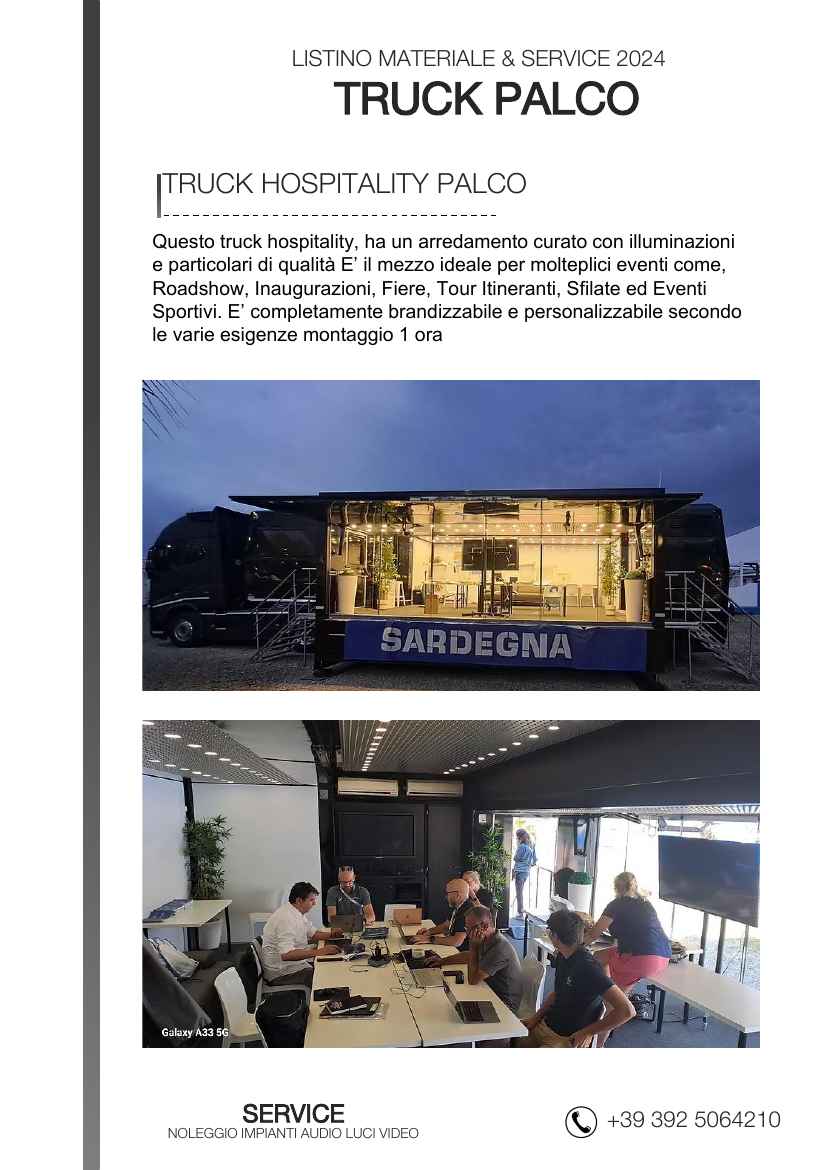 LISTINO MATERIALE & SERVICE 2024
TRUCK PALCO
TRUCK HOSPITALITY PALCO
Questo truck hospitality, ha un arredamento curato con illuminazioni
e particolari di qualità E’ il mezzo ideale per molteplici eventi come,
Roadshow, Inaugurazioni, Fiere, Tour Itineranti, Sfilate ed Eventi
Sportivi. E’ completamente brandizzabile e personalizzabile secondo
le varie esigenze montaggio 1 ora
SARDEGNA
Galaxy A33 5G
SERVICE
NOLEGGIO IMPIANTI AUDIO LUCI VIDEO
+39 392 5064210